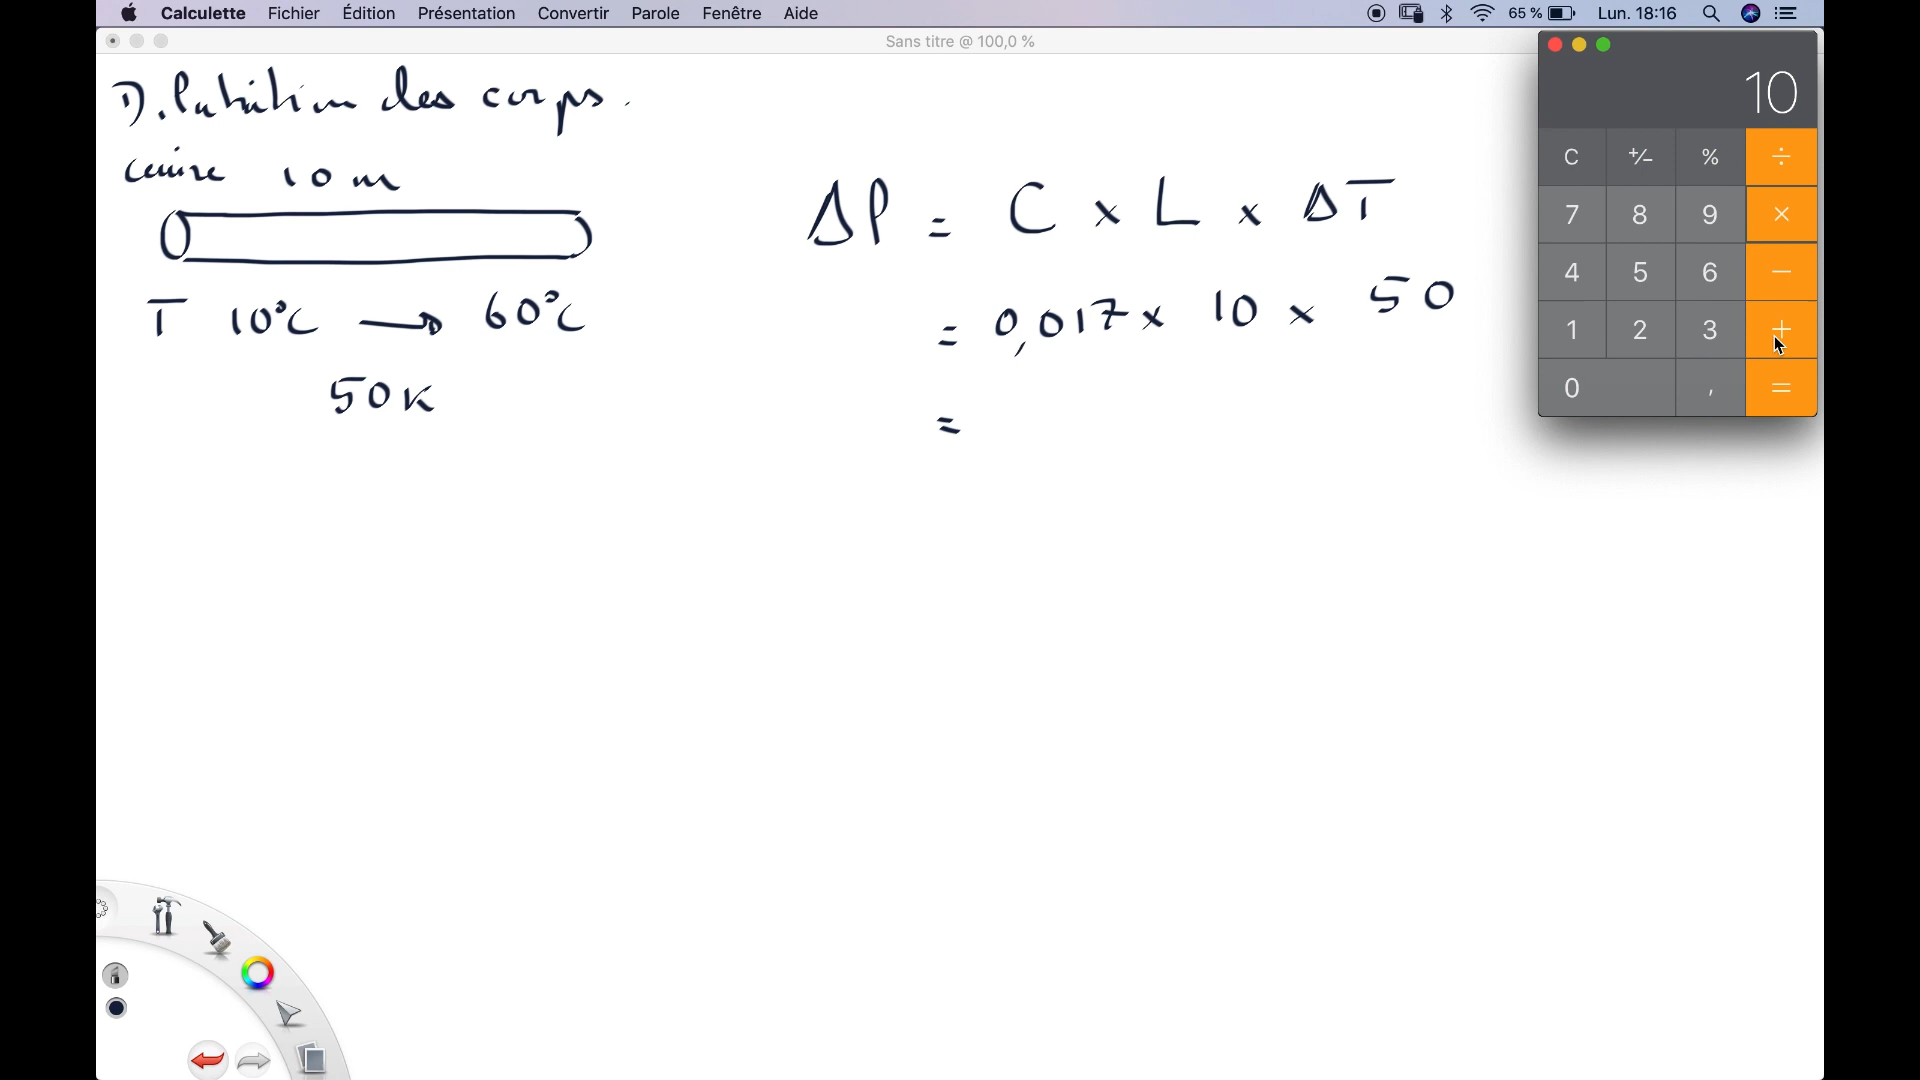 Calculette Fichier Édition Présentation Convertir Parole Fenêtre Aide 65 % Lun. 18:16
Sans titre @ 100,0 %
des corps.
cuivre 10 m
T 10°C → 60°C
50K
Δl = C x L x ΔT
= 0,017 x 10 x 50
=
10
C +/− % ÷
7 8 9 ×
4 5 6 −
1 2 3 +
0 , =